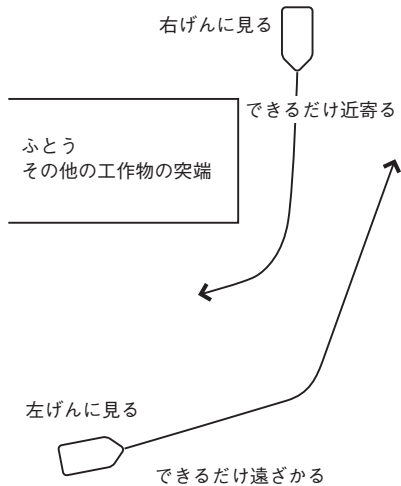 右げんに見る
できるだけ近寄る
ふとう
その他の工作物の突端
左げんに見る
できるだけ遠ざかる